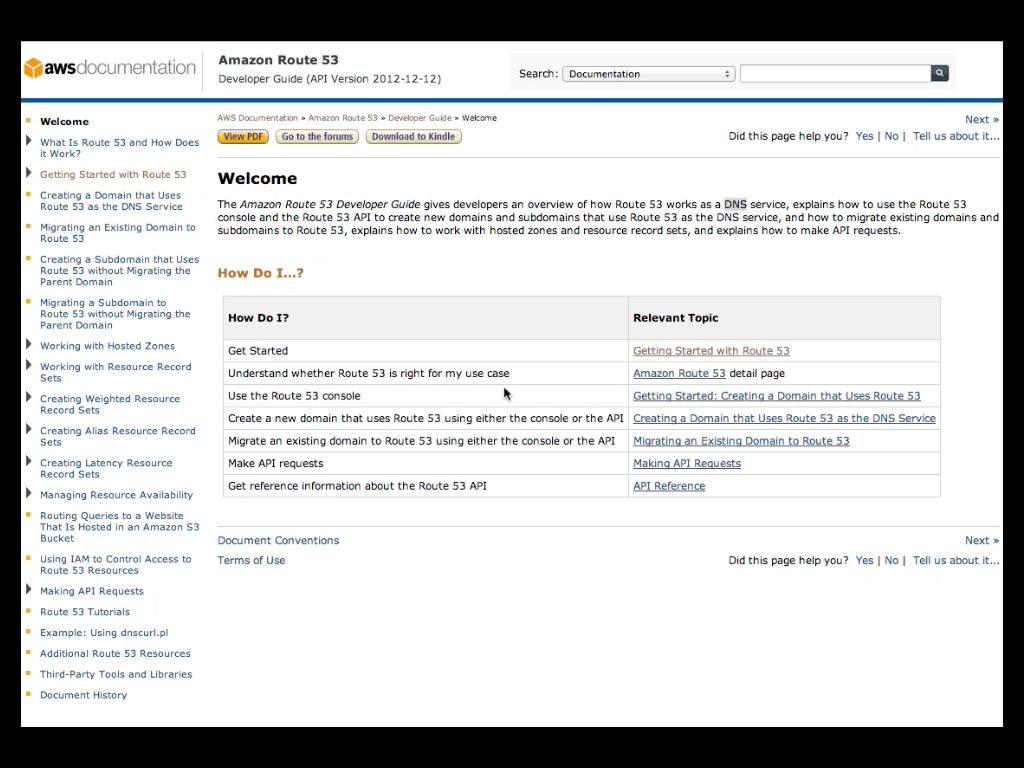 awsdocumentation
Amazon Route 53
Developer Guide (API Version 2012-12-12)
Search: Documentation
Welcome
What Is Route 53 and How Does
it Work?
Getting Started with Route 53
Creating a Domain that Uses
Route 53 as the DNS Service
Migrating an Existing Domain to
Route 53
Creating a Subdomain that Uses
Route 53 without Migrating the
Parent Domain
Migrating a Subdomain to
Route 53 without Migrating the
Parent Domain
Working with Hosted Zones
Working with Resource Record
Sets
Creating Weighted Resource
Record Sets
Creating Alias Resource Record
Sets
Creating Latency Resource
Record Sets
Managing Resource Availability
Routing Queries to a Website
That Is Hosted in an Amazon S3
Bucket
Using IAM to Control Access to
Route 53 Resources
Making API Requests
Route 53 Tutorials
Example: Using dnscurl.pl
Additional Route 53 Resources
Third-Party Tools and Libraries
Document History
AWS Documentation » Amazon Route 53 » Developer Guide » Welcome
Next »
View PDF Go to the forums Download to Kindle
Did this page help you? Yes | No | Tell us about it...
Welcome
The Amazon Route 53 Developer Guide gives developers an overview of how Route 53 works as a DNS service, explains how to use the Route 53
console and the Route 53 API to create new domains and subdomains that use Route 53 as the DNS service, and how to migrate existing domains and
subdomains to Route 53, explains how to work with hosted zones and resource record sets, and explains how to make API requests.
How Do I...?
How Do I? Relevant Topic
Get Started Getting Started with Route 53
Understand whether Route 53 is right for my use case Amazon Route 53 detail page
Use the Route 53 console Getting Started: Creating a Domain that Uses Route 53
Create a new domain that uses Route 53 using either the console or the API Creating a Domain that Uses Route 53 as the DNS Service
Migrate an existing domain to Route 53 using either the console or the API Migrating an Existing Domain to Route 53
Make API requests Making API Requests
Get reference information about the Route 53 API API Reference
Document Conventions Next »
Terms of Use Did this page help you? Yes | No | Tell us about it...